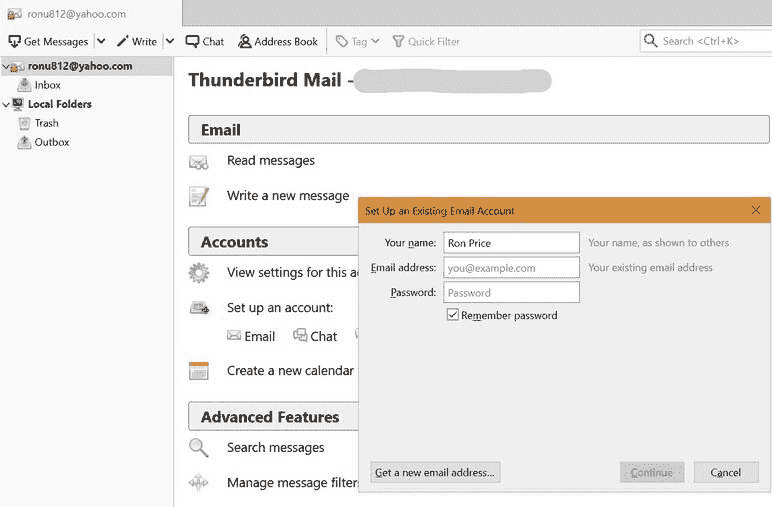 ronu812@yahoo.com
Get Messages Write Chat Address Book Tag Quick Filter Search <Ctrl+K>
ronu812@yahoo.com
Inbox
Local Folders
Trash
Outbox
Thunderbird Mail -
Email
Read messages
Write a new message
Accounts
View settings for this
Set up an account:
Email Chat
Create a new calendar
Advanced Features
Search messages
Manage message filter
Set Up an Existing Email Account
Your name: Ron Price Your name, as shown to others
Email address: you@example.com Your existing email address
Password: Password
Remember password
Get a new email address... Continue Cancel